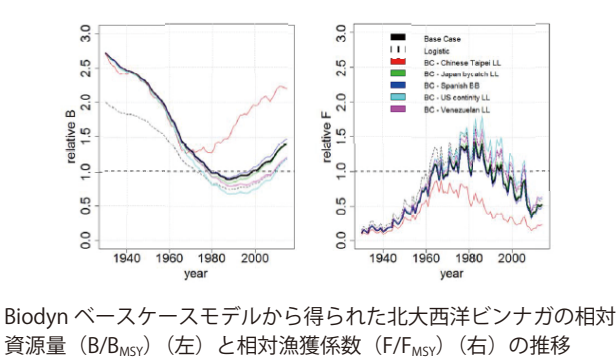 3.0
2.5
2.0
1.5
1.0
0.5
0.0
relative B
1940 1960 1980 2000
year
3.0
2.5
2.0
1.5
1.0
0.5
0.0
relative F
1940 1960 1980 2000
year
Base Case
Logistic
BC - Chinese Taipei LL
BC - Japan bycatch LL
BC - Spanish BB
BC - US continity LL
BC - Venezuelan LL
Biodyn ベースケースモデルから得られた北大西洋ビンナガの相対
資源量（B/BMSY）（左）と相対漁獲係数（F/FMSY）（右）の推移